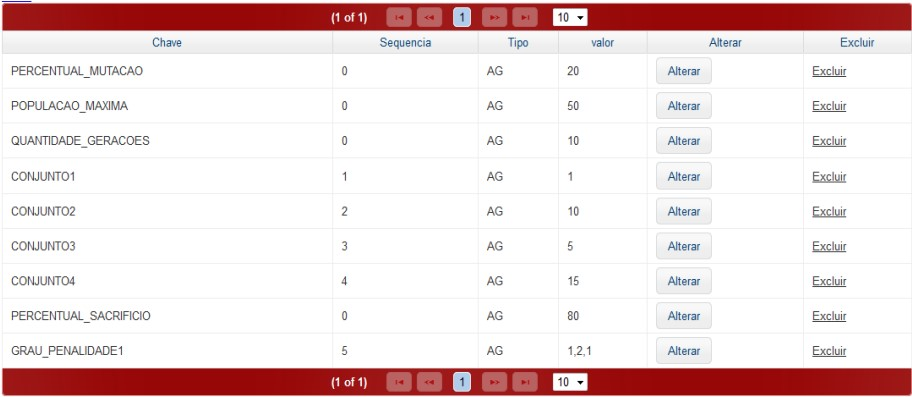 (1 of 1) 1 10
Chave Sequencia Tipo valor Alterar Excluir
PERCENTUAL_MUTACAO 0 AG 20 Alterar Excluir
POPULACAO_MAXIMA 0 AG 50 Alterar Excluir
QUANTIDADE_GERACOES 0 AG 10 Alterar Excluir
CONJUNTO1 1 AG 1 Alterar Excluir
CONJUNTO2 2 AG 10 Alterar Excluir
CONJUNTO3 3 AG 5 Alterar Excluir
CONJUNTO4 4 AG 15 Alterar Excluir
PERCENTUAL_SACRIFICIO 0 AG 80 Alterar Excluir
GRAU_PENALIDADE1 5 AG 1,2,1 Alterar Excluir
(1 of 1) 1 10